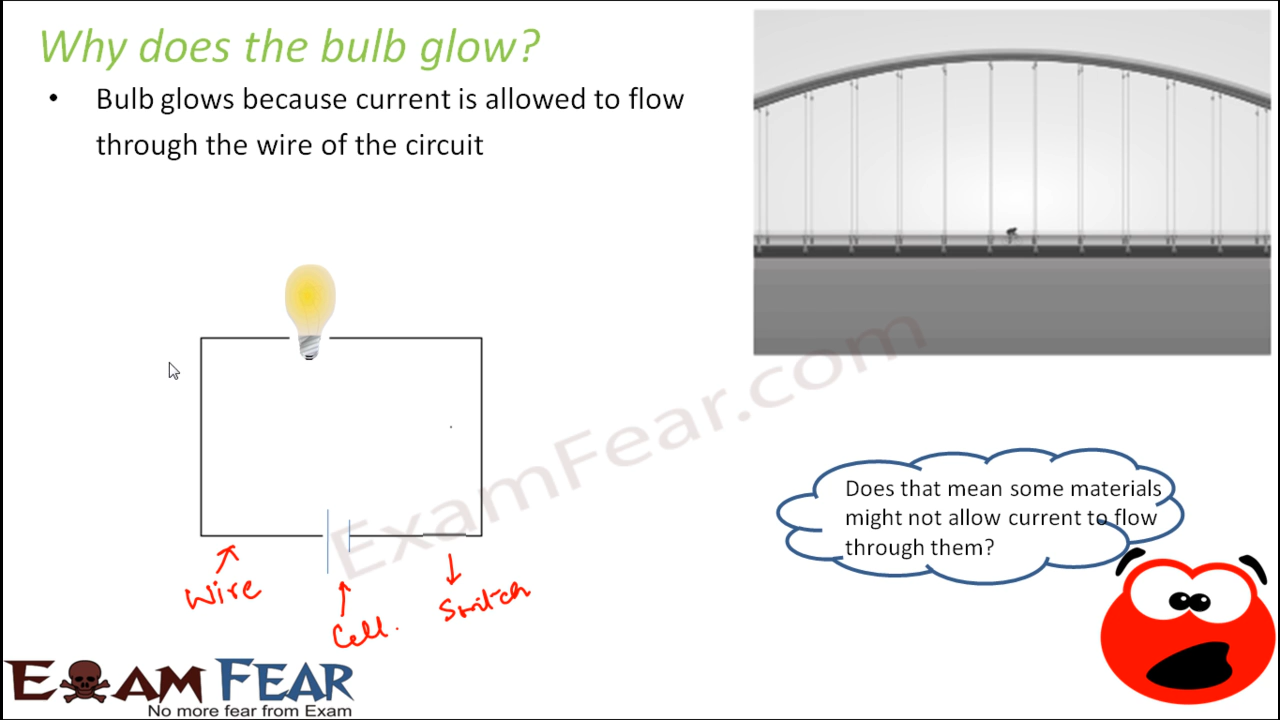 Why does the bulb glow?
• Bulb glows because current is allowed to flow
through the wire of the circuit
ExamFear.com
Does that mean some materials
might not allow current to flow
through them?
Wire
Cell.
Switch
EXAM FEAR
No more fear from Exam